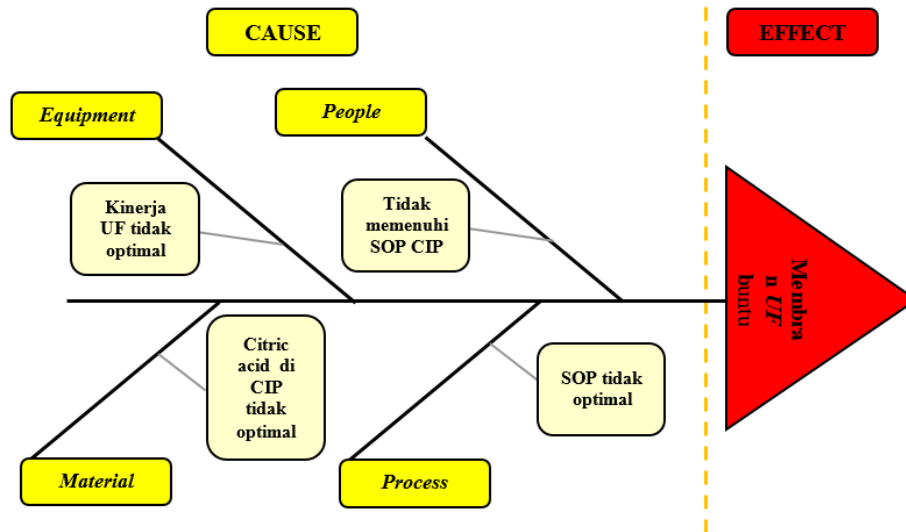 CAUSE
EFFECT
Equipment
People
Kinerja
UF tidak
optimal
Tidak
memenuhi
SOP CIP
Membra
n UF
buntu
Citric
acid di
CIP
tidak
optimal
SOP tidak
optimal
Material
Process